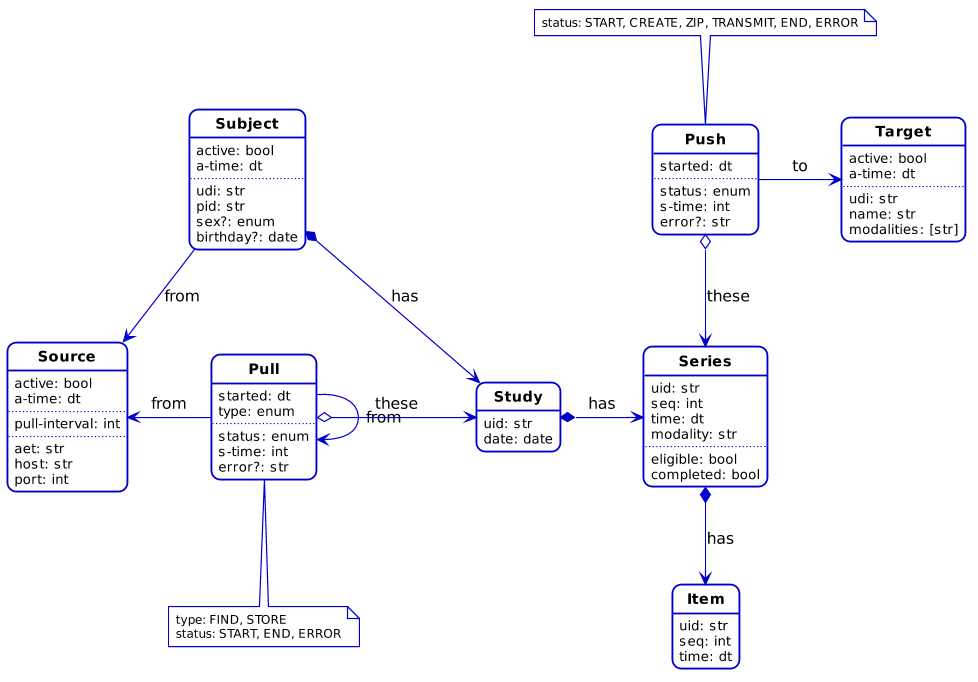 status: START, CREATE, ZIP, TRANSMIT, END, ERROR
Subject
active: bool
a-time: dt
udi: str
pid: str
sex?: enum
birthday?: date
Push
started: dt
status: enum
s-time: int
error?: str
to
Target
active: bool
a-time: dt
udi: str
name: str
modalities: [str]
from
has
these
Source
active: bool
a-time: dt
pull-interval: int
aet: str
host: str
port: int
from
Pull
started: dt
type: enum
status: enum
s-time: int
error?: str
these
from
Study
uid: str
date: date
has
Series
uid: str
seq: int
time: dt
modality: str
eligible: bool
completed: bool
has
type: FIND, STORE
status: START, END, ERROR
Item
uid: str
seq: int
time: dt